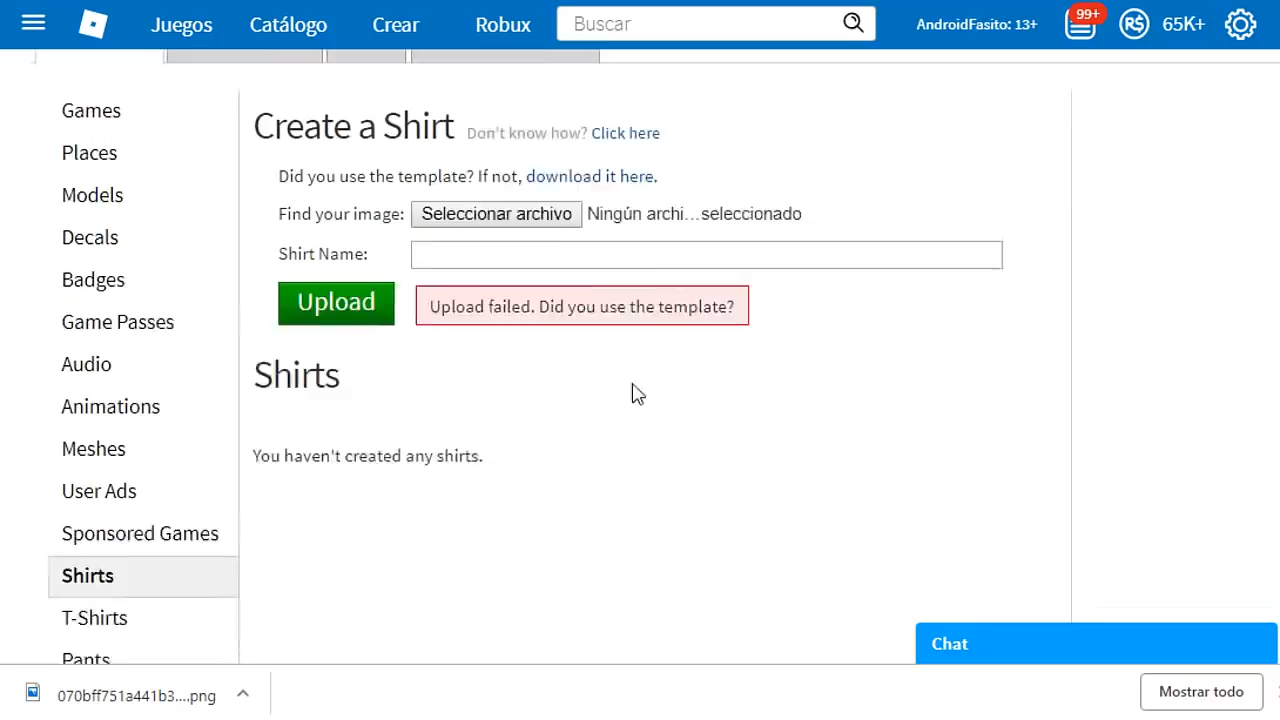 Juegos Catálogo Crear Robux Buscar AndroidFasito: 13+ 99+ R$ 65K+
Games
Places
Models
Decals
Badges
Game Passes
Audio
Animations
Meshes
User Ads
Sponsored Games
Shirts
T-Shirts
Pants
Create a Shirt Don't know how? Click here
Did you use the template? If not, download it here.
Find your image: Seleccionar archivo Ningún archi...seleccionado
Shirt Name:
Upload Upload failed. Did you use the template?
Shirts
You haven't created any shirts.
Chat
070bff751a441b3....png Mostrar todo